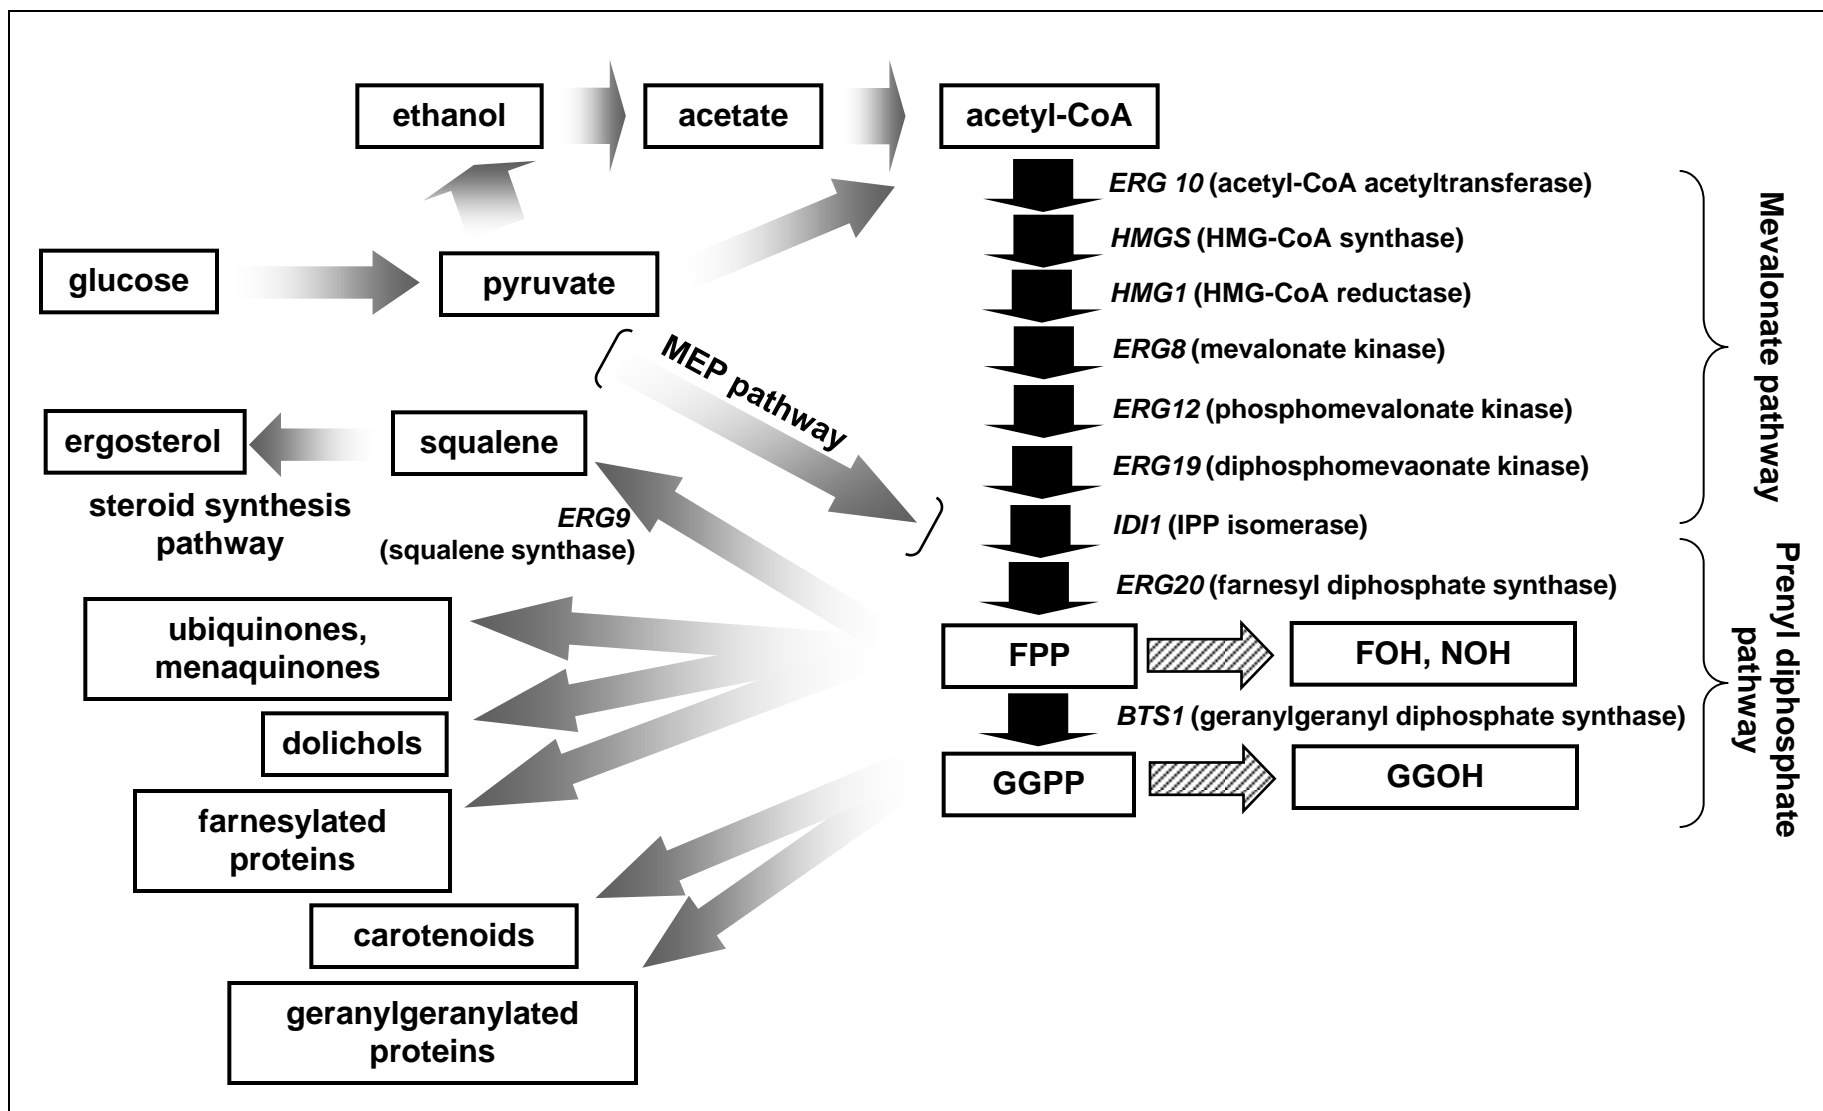 ethanol
acetate
acetyl-CoA
ERG 10 (acetyl-CoA acetyltransferase)
HMGS (HMG-CoA synthase)
glucose
pyruvate
HMG1 (HMG-CoA reductase)
MEP pathway
ERG8 (mevalonate kinase)
Mevalonate pathway
ERG12 (phosphomevalonate kinase)
ergosterol
squalene
ERG19 (diphosphomevaonate kinase)
steroid synthesis
pathway
ERG9
(squalene synthase)
IDI1 (IPP isomerase)
ERG20 (farnesyl diphosphate synthase)
Prenyl diphosphate
pathway
ubiquinones,
menaquinones
FPP
FOH, NOH
BTS1 (geranylgeranyl diphosphate synthase)
dolichols
GGPP
GGOH
farnesylated
proteins
carotenoids
geranylgeranylated
proteins